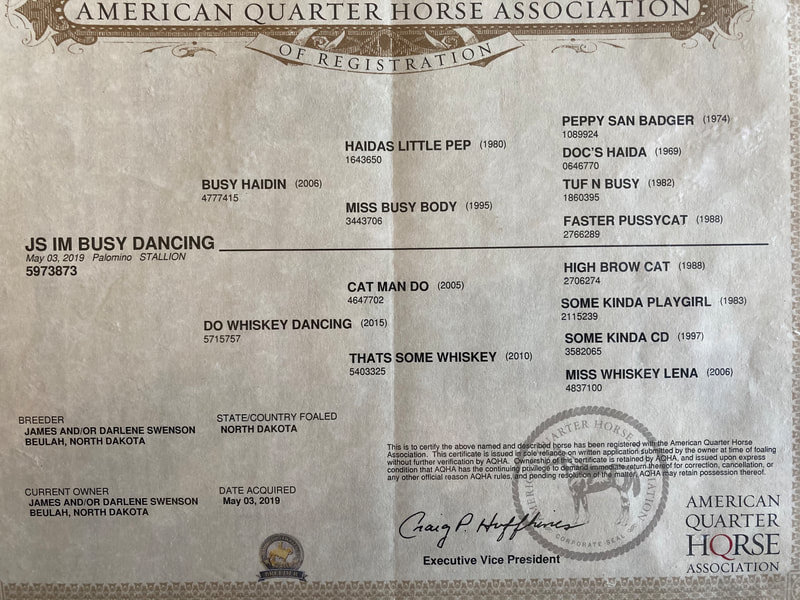 AMERICAN QUARTER HORSE ASSOCIATION
OF REGISTRATION
PEPPY SAN BADGER (1974)
1089924
HAIDAS LITTLE PEP (1980)
1643650
DOC'S HAIDA (1969)
0646770
BUSY HAIDIN (2006)
4777415
TUF N BUSY (1982)
1860395
MISS BUSY BODY (1995)
3443706
FASTER PUSSYCAT (1988)
2766289
JS IM BUSY DANCING
May 03, 2019 Palomino STALLION
5973873
HIGH BROW CAT (1988)
2706274
CAT MAN DO (2005)
4647702
SOME KINDA PLAYGIRL (1983)
2115239
DO WHISKEY DANCING (2015)
5715757
SOME KINDA CD (1997)
3582065
THATS SOME WHISKEY (2010)
5403325
MISS WHISKEY LENA (2006)
4837100
BREEDER
JAMES AND/OR DARLENE SWENSON
BEULAH, NORTH DAKOTA
STATE/COUNTRY FOALED
NORTH DAKOTA
This is to certify the above named and described horse has been registered with the American Quarter Horse
Association. This certificate is issued in sole reliance on written application submitted by the owner at time of foaling
without further verification by AQHA. Ownership of this certificate is retained by AQHA, and issued upon express
condition that AQHA has the continuing privilege to demand immediate return thereof for correction, cancellation, or
any other official reason AQHA rules, and pending resolution of the matter, AQHA may retain possession thereof.
CURRENT OWNER
JAMES AND/OR DARLENE SWENSON
BEULAH, NORTH DAKOTA
DATE ACQUIRED
May 03, 2019
Craig P. Huffhines
Executive Vice President
CORPORATE SEAL
BREEDER
AMERICAN
QUARTER
HORSE
ASSOCIATION